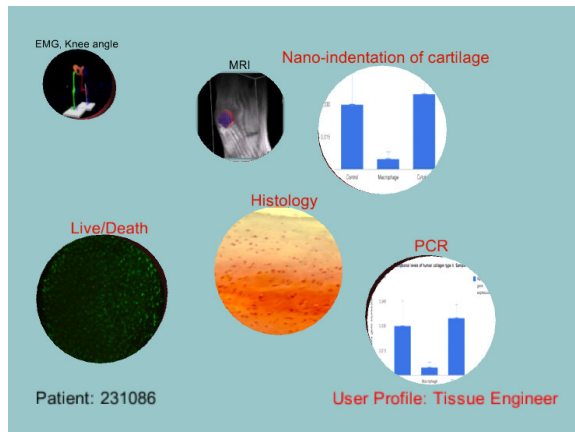 EMG, Knee angle
MRI
Nano-indentation of cartilage
Control
Macrophage
Histology
Live/Death
PCR
Macrophage
Patient: 231086
User Profile: Tissue Engineer